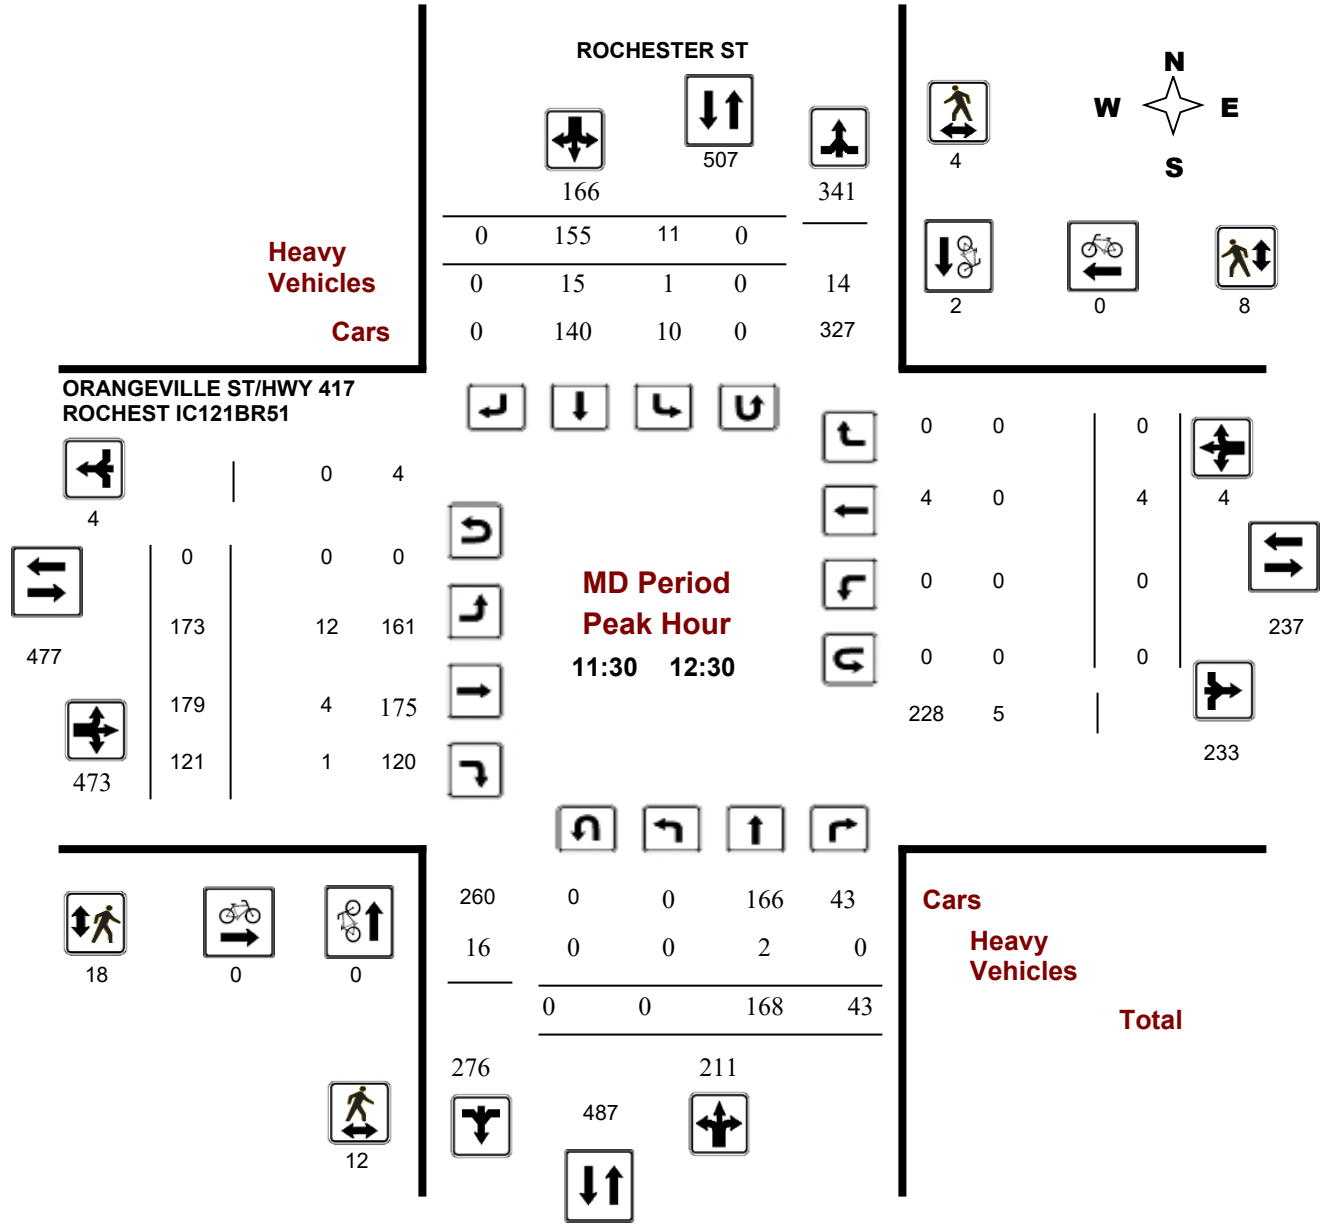 ROCHESTER ST
N
W E
S
507
4
166
341
0 155 11 0
Heavy
Vehicles
0 15 1 0 14
2 0 8
Cars
0 140 10 0 327
ORANGEVILLE ST/HWY 417
ROCHEST IC121BR51
0 0 0
0 4
4
4 0 4 4
0 0 0
MD Period
0 0 0
Peak Hour
173 12 161
237
477
11:30 12:30
0 0 0
179 4 175
228 5
233
121 1 120
473
260 0 0 166 43
Cars
16 0 0 2 0
Heavy
Vehicles
18 0 0
0 0 168 43
Total
276 211
487
12